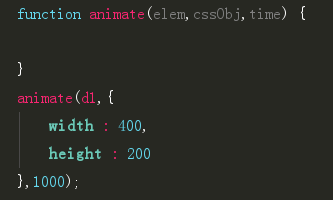 function animate(elem,cssObj,time) {
}
animate(d1,{
width : 400,
height : 200
},1000);